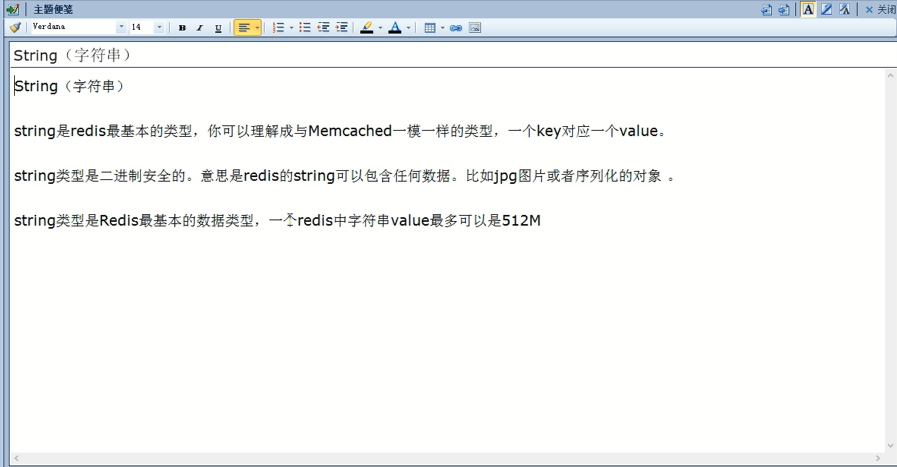 主题便笺
关闭
Verdana 14 B I U
String（字符串）
String（字符串）
string是redis最基本的类型，你可以理解成与Memcached一模一样的类型，一个key对应一个value。
string类型是二进制安全的。意思是redis的string可以包含任何数据。比如jpg图片或者序列化的对象 。
string类型是Redis最基本的数据类型，一个redis中字符串value最多可以是512M